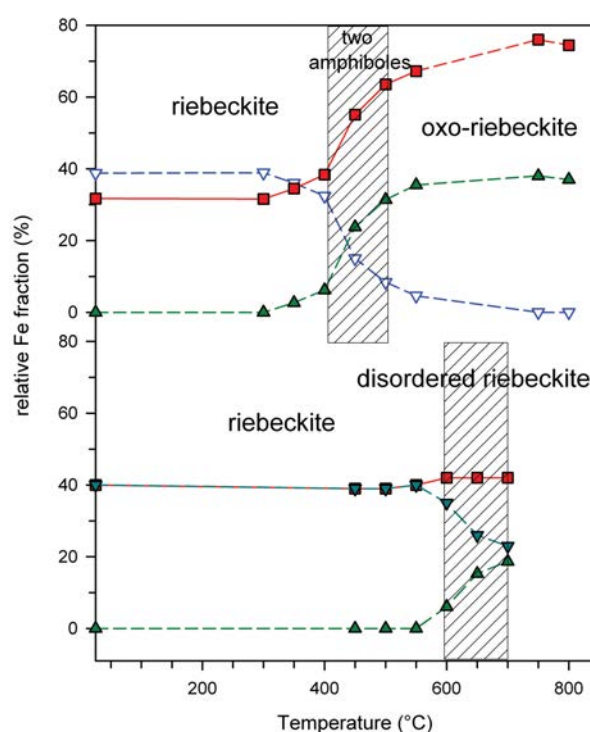 80
two
amphiboles
riebeckite
60
oxo-riebeckite
40
20
0
relative Fe fraction (%)
80
disordered riebeckite
60
riebeckite
40
20
0
200
400
600
800
Temperature (°C)